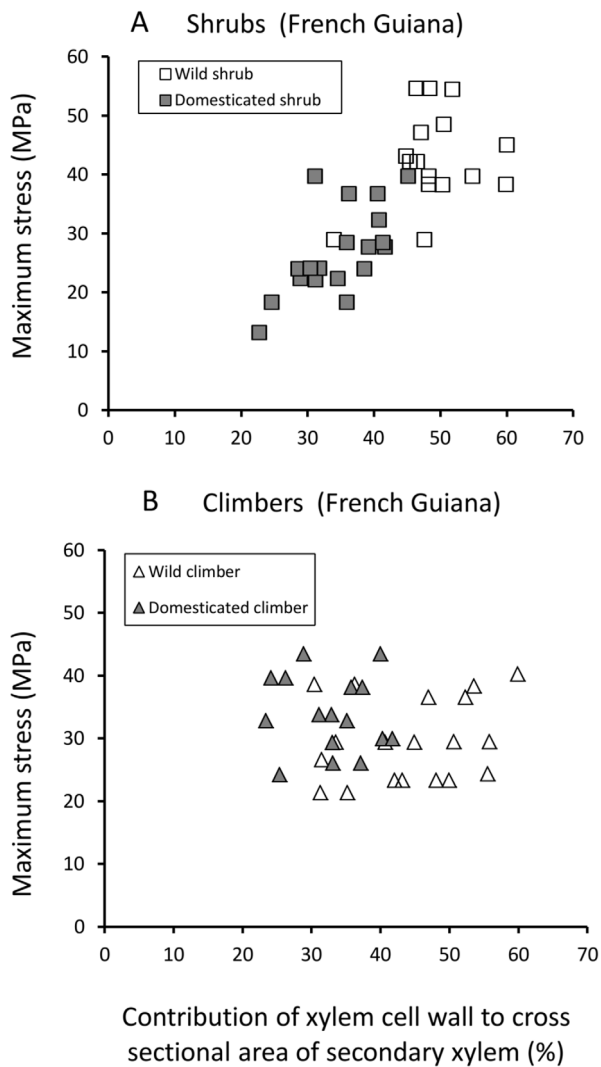 A Shrubs (French Guiana)
60
Wild shrub
Domesticated shrub
50
40
30
20
10
0
Maximum stress (MPa)
0 10 20 30 40 50 60 70
B Climbers (French Guiana)
60
Wild climber
Domesticated climber
50
40
30
20
10
0
Maximum stress (MPa)
0 10 20 30 40 50 60 70
Contribution of xylem cell wall to cross
sectional area of secondary xylem (%)